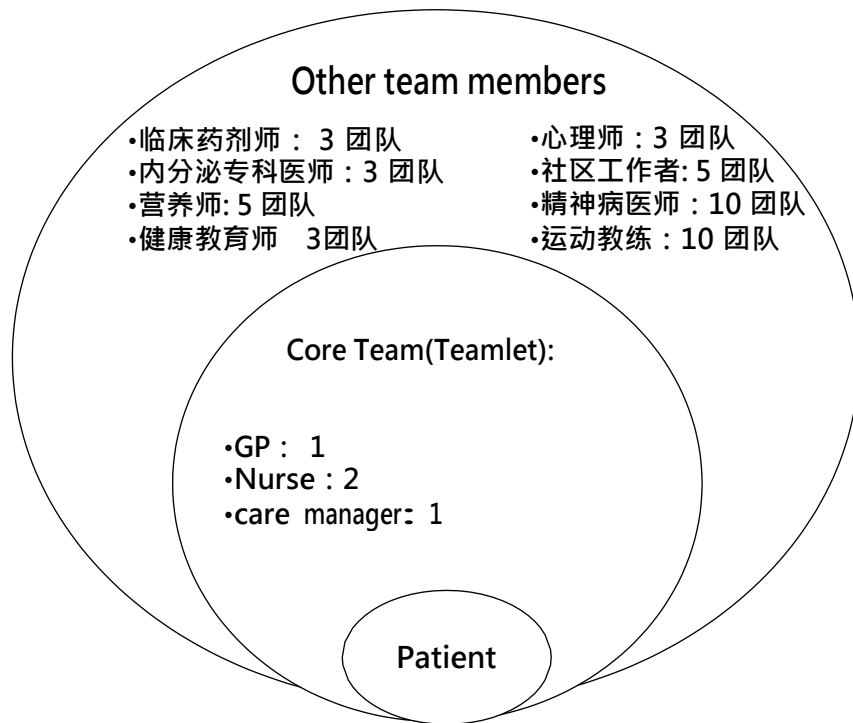 Other team members
•临床药剂师： 3 团队
•内分泌专科医师：3 团队
•营养师: 5 团队
•健康教育师 3团队
•心理师：3 团队
•社区工作者: 5 团队
•精神病医师：10 团队
•运动教练：10 团队
Core Team(Teamlet):
•GP： 1
•Nurse：2
•care manager: 1
Patient